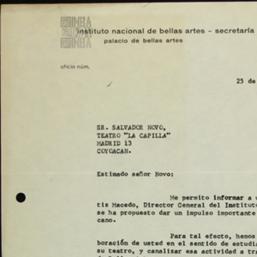 instituto nacional de bellas artes - secretaría
palacio de bellas artes
oficio núm.
25 de
SR. SALVADOR NOVO,
TEATRO "LA CAPILLA"
MADRID 13
COYOACAN.
Estimado señor Novo:
Me permito informar a
tis Macedo, Director General del Institut
se ha propuesto dar un impulso importante
cano.
Para tal efecto, hemos
boración de usted en el sentido de estudia
su teatro, y canalizar esa actividad a tra